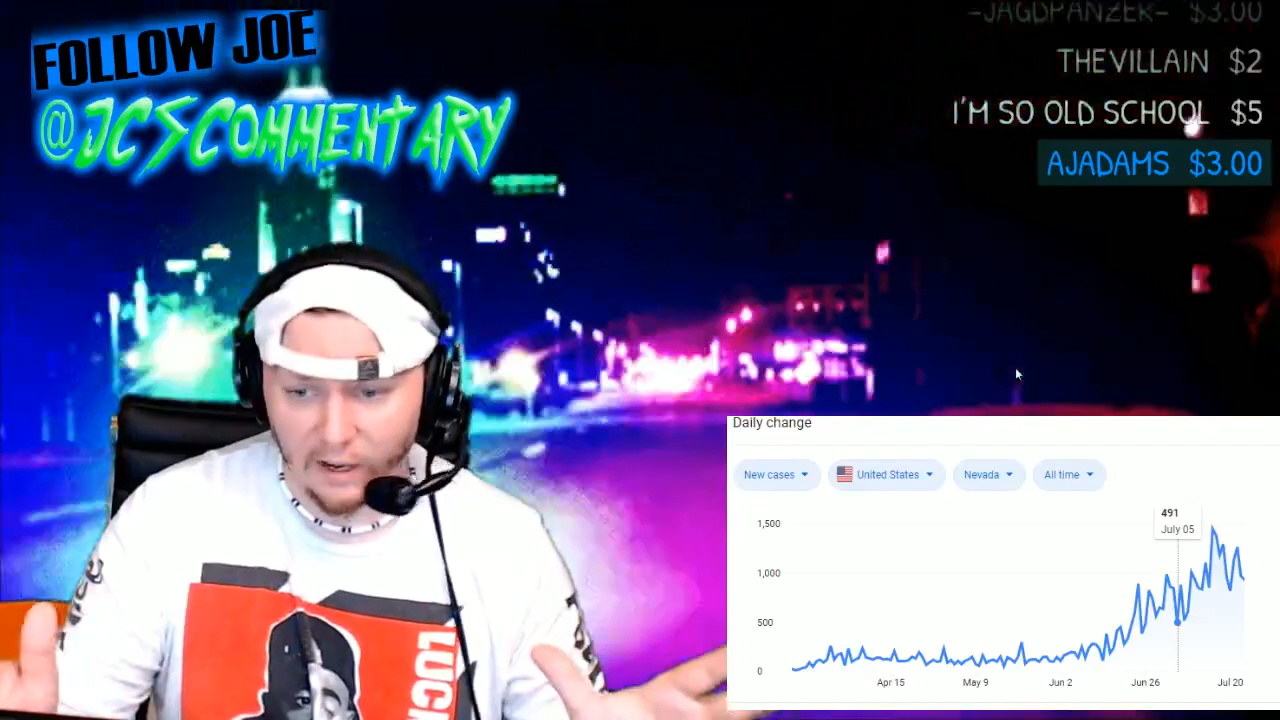 FOLLOW JOE
@JCSCOMMENTARY
-JAGDPANZER- $3.00
THEVILLAIN $2
I'M SO OLD SCHOOL $5
AJADAMS $3.00
Daily change
New cases United States Nevada All time
491
July 05
1,500
1,000
500
0
Apr 15 May 9 Jun 2 Jun 26 Jul 20